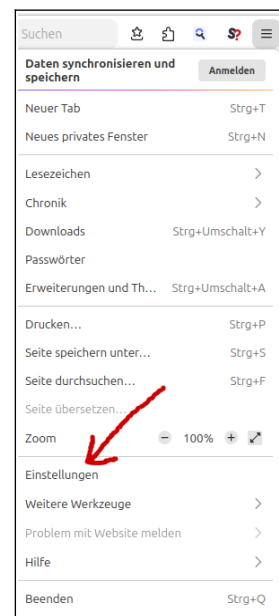 Suchen
S?
Daten synchronisieren und
speichern
Anmelden
Neuer Tab Strg+T
Neues privates Fenster Strg+N
Lesezeichen
Chronik
Downloads Strg+Umschalt+Y
Passwörter
Erweiterungen und Th… Strg+Umschalt+A
Drucken… Strg+P
Seite speichern unter… Strg+S
Seite durchsuchen… Strg+F
Seite übersetzen…
Zoom − 100% +
Einstellungen
Weitere Werkzeuge
Problem mit Website melden
Hilfe
Beenden Strg+Q